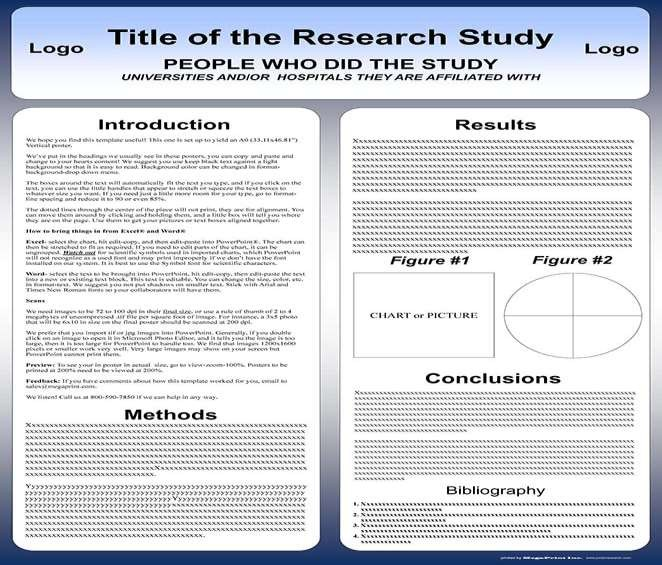 Logo
Title of the Research Study
Logo
PEOPLE WHO DID THE STUDY
UNIVERSITIES AND/OR HOSPITALS THEY ARE AFFILIATED WITH
Introduction
We hope you find this template useful! This one is set up to yield an A0 (33.11x46.81")
Vertical poster.
We've put in the headings we usually see in these posters, you can copy and paste and
change to your hearts content! We suggest you use keep black text against a light
background so that it is easy to read. Background color can be changed in format-
background-drop down menu.
The boxes around the text will automatically fit the text you type, and if you click on the
text, you can use the little handles that appear to stretch or squeeze the text boxes to
whatever size you want. If you need just a little more room for your type, go to format-
line spacing and reduce it to 90 or even 85%.
The dotted lines through the center of the piece will not print, they are for alignment. You
can move them around by clicking and holding them, and a little box will tell you where
they are on the page. Use them to get your pictures or text boxes aligned together.
How to bring things in from Excel® and Word®
Excel- select the chart, hit edit-copy, and then edit-paste into PowerPoint®. The chart can
then be stretched to fit as required. If you need to edit parts of the chart, it can be
ungrouped. Watch out for scientific symbols used in imported charts, which PowerPoint
will not recognize as a used font and may print improperly if we don't have the font
installed on our system. It is best to use the Symbol font for scientific characters.
Word- select the text to be brought into PowerPoint, hit edit-copy, then edit-paste the text
into a new or existing text block. This text is editable. You can change the size, color, etc.
in format-text. We suggest you not put shadows on smaller text. Stick with Arial and
Times New Roman fonts so your collaborators will have them.
Scans
We need images to be 72 to 100 dpi in their final size, or use a rule of thumb of 2 to 4
megabytes of uncompressed .tif file per square foot of image. For instance, a 3x5 photo
that will be 6x10 in size on the final poster should be scanned at 200 dpi.
We prefer that you import tif or jpg images into PowerPoint. Generally, if you double
click on an image to open it in Microsoft Photo Editor, and it tells you the image is too
large, then it is too large for PowerPoint to handle too. We find that images 1200x1600
pixels or smaller work very well. Very large images may show on your screen but
PowerPoint cannot print them.
Preview: To see your in poster in actual size, go to view-zoom-100%. Posters to be
printed at 200% need to be viewed at 200%.
Feedback: If you have comments about how this template worked for you, email to
sales@megaprint.com.
We listen! Call us at 800-590-7850 if we can help in any way.
Methods
Results
Figure #1
Figure #2
CHART or PICTURE
Conclusions
Bibliography
1.
2.
3.
4.
printed by MegaPrint Inc.